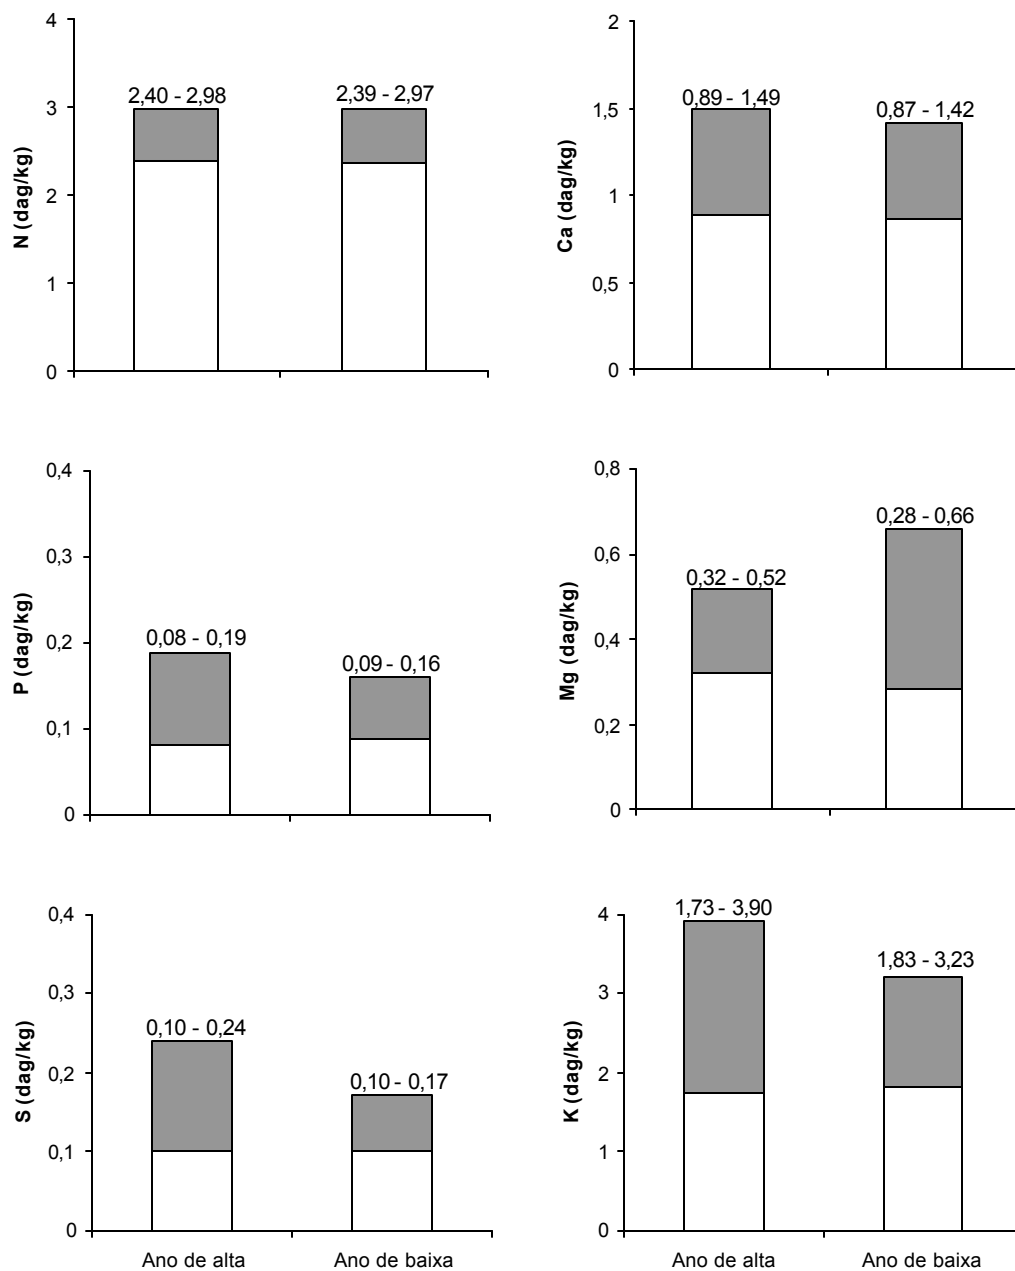 N (dag/kg)
4
3
2
1
0
2,40 - 2,98
2,39 - 2,97
Ca (dag/kg)
2
1,5
1
0,5
0
0,89 - 1,49
0,87 - 1,42
P (dag/kg)
0,4
0,3
0,2
0,1
0
0,08 - 0,19
0,09 - 0,16
Mg (dag/kg)
0,8
0,6
0,4
0,2
0
0,32 - 0,52
0,28 - 0,66
S (dag/kg)
0,4
0,3
0,2
0,1
0
0,10 - 0,24
0,10 - 0,17
Ano de alta
Ano de baixa
K (dag/kg)
4
3
2
1
0
1,73 - 3,90
1,83 - 3,23
Ano de alta
Ano de baixa